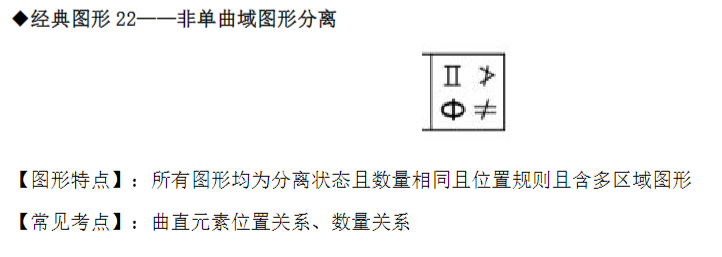 ◆经典图形 22——非单曲域图形分离
Π ≯
Φ ≠
【图形特点】：所有图形均为分离状态且数量相同且位置规则且含多区域图形
【常见考点】：曲直元素位置关系、数量关系